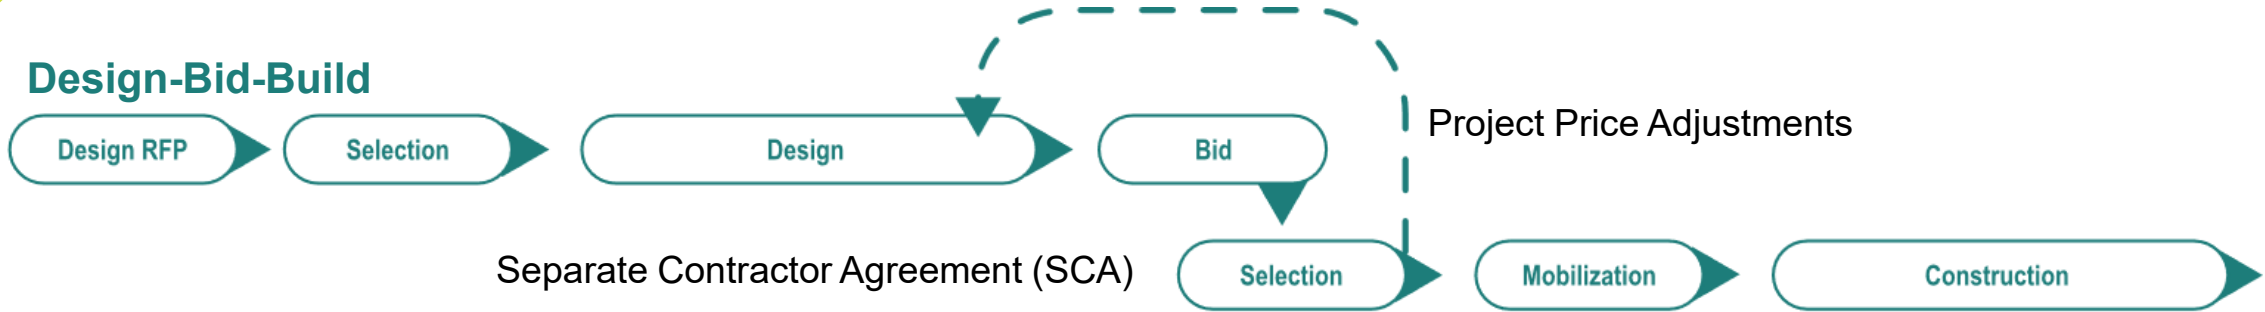 Design-Bid-Build
Design RFP
Selection
Design
Bid
Project Price Adjustments
Separate Contractor Agreement (SCA)
Selection
Mobilization
Construction